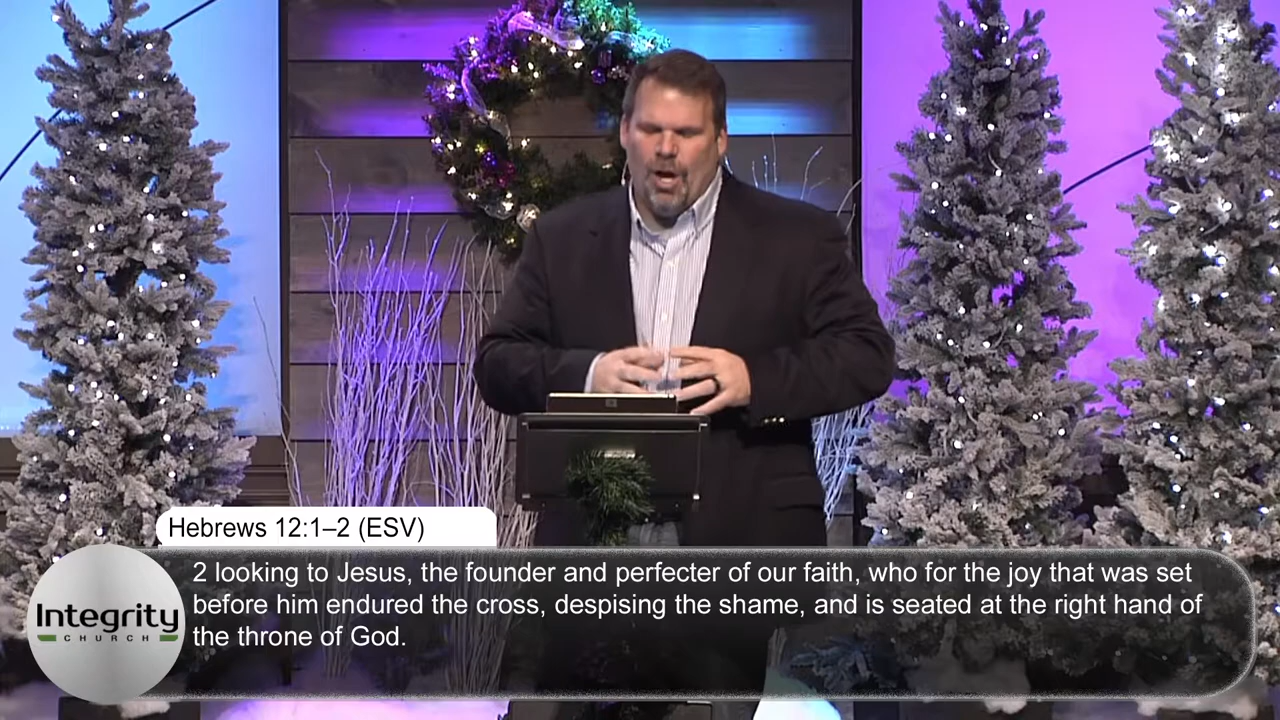 Hebrews 12:1–2 (ESV)
2 looking to Jesus, the founder and perfecter of our faith, who for the joy that was set
before him endured the cross, despising the shame, and is seated at the right hand of
the throne of God.
Integrity
CHURCH